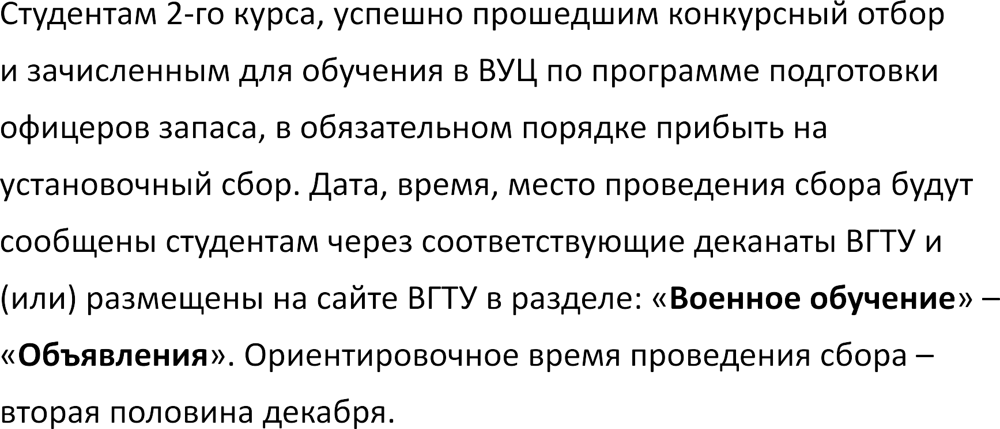 Студентам 2-го курса, успешно прошедшим конкурсный отбор
и зачисленным для обучения в ВУЦ по программе подготовки
офицеров запаса, в обязательном порядке прибыть на
установочный сбор. Дата, время, место проведения сбора будут
сообщены студентам через соответствующие деканаты ВГТУ и
(или) размещены на сайте ВГТУ в разделе: «Военное обучение» –
«Объявления». Ориентировочное время проведения сбора –
вторая половина декабря.